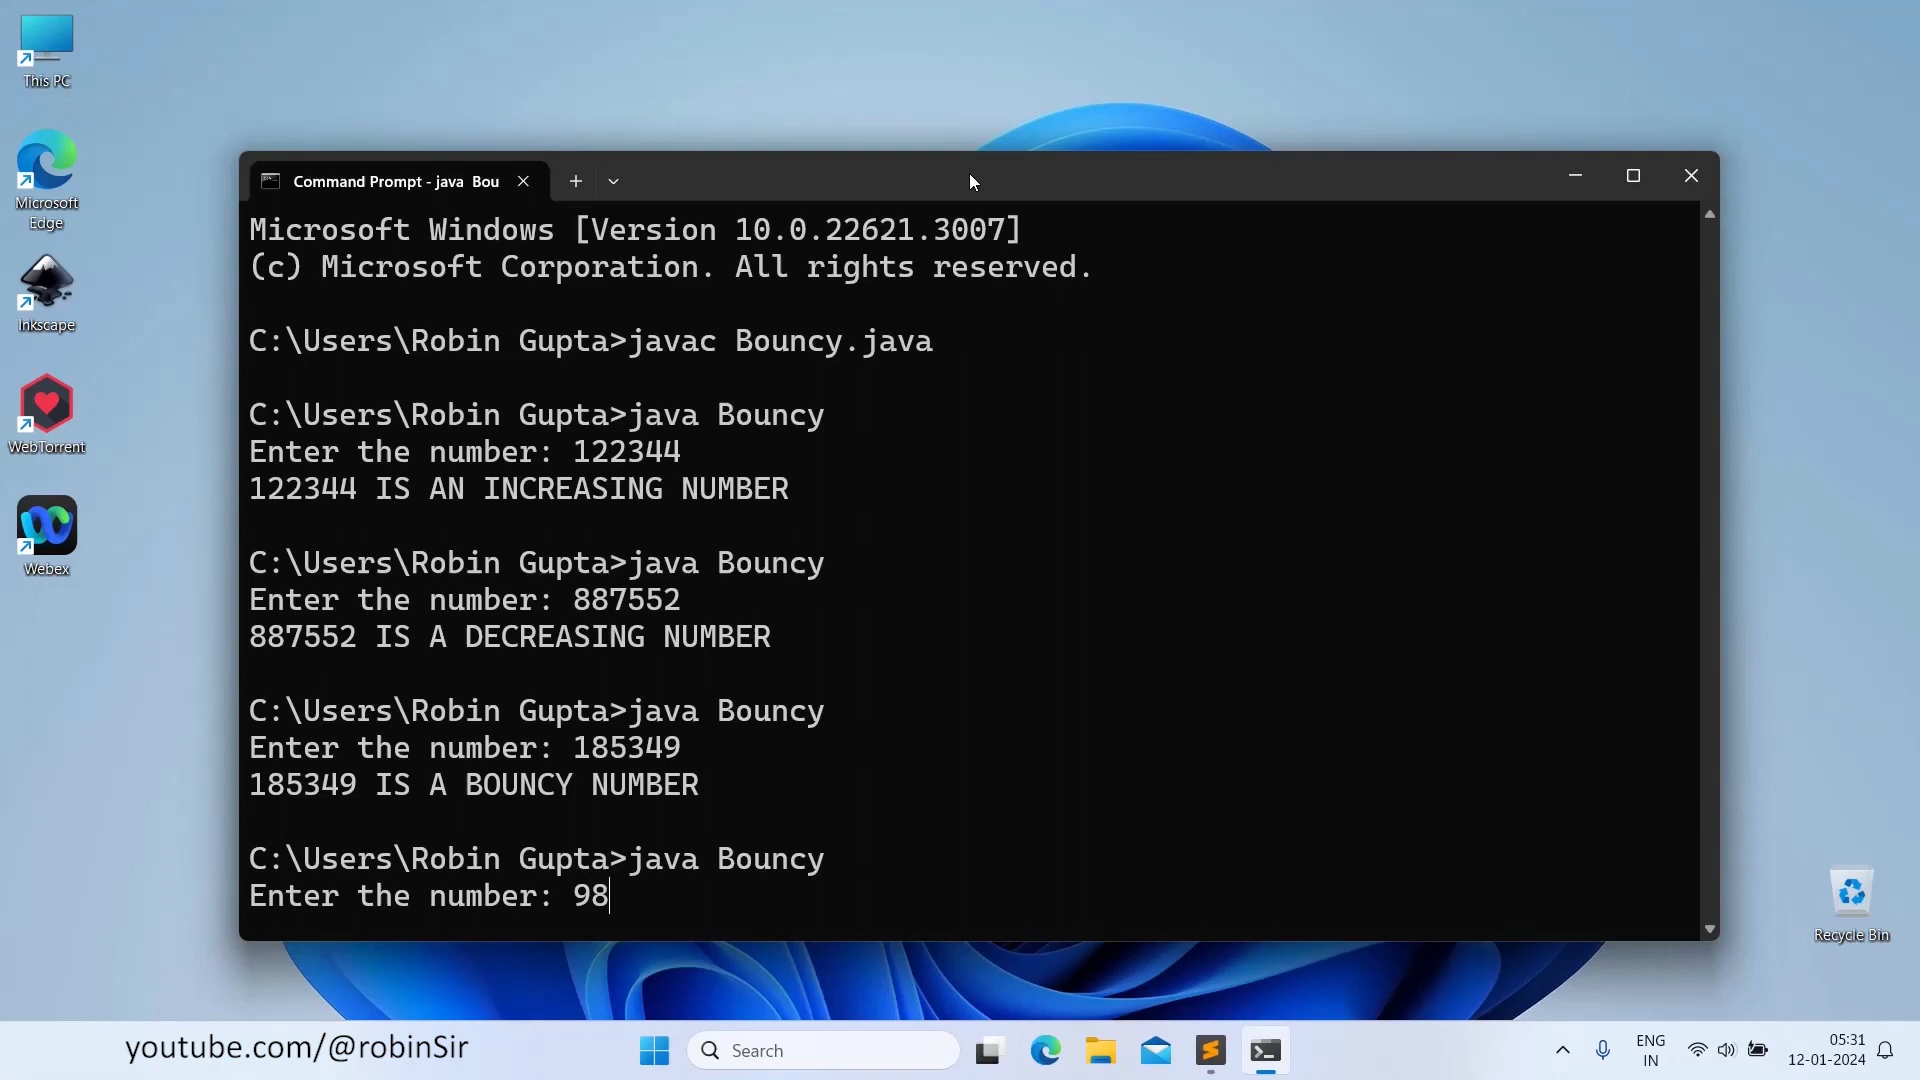 This PC
Microsoft
Edge
Inkscape
WebTorrent
Webex
Command Prompt - java  Bou
Microsoft Windows [Version 10.0.22621.3007]
(c) Microsoft Corporation. All rights reserved.
C:\Users\Robin Gupta>javac Bouncy.java
C:\Users\Robin Gupta>java Bouncy
Enter the number: 122344
122344 IS AN INCREASING NUMBER
C:\Users\Robin Gupta>java Bouncy
Enter the number: 887552
887552 IS A DECREASING NUMBER
C:\Users\Robin Gupta>java Bouncy
Enter the number: 185349
185349 IS A BOUNCY NUMBER
C:\Users\Robin Gupta>java Bouncy
Enter the number: 98
Recycle Bin
youtube.com/@robinSir
Search
ENG
IN
05:31
12-01-2024